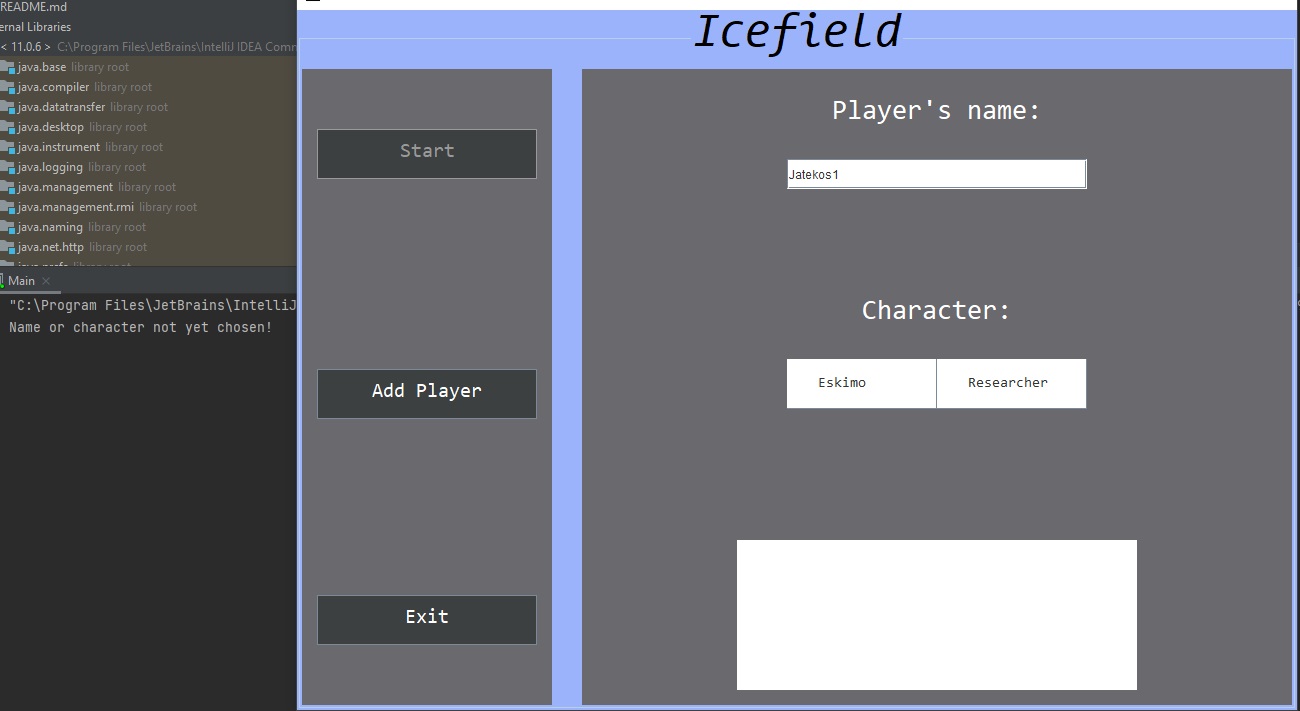 README.md
ernal Libraries
< 11.0.6 > C:\Program Files\JetBrains\IntelliJ IDEA Comm
java.base library root
java.compiler library root
java.datatransfer library root
java.desktop library root
java.instrument library root
java.logging library root
java.management library root
java.management.rmi library root
java.naming library root
java.net.http library root
Main
"C:\Program Files\JetBrains\IntelliJ
Name or character not yet chosen!
Icefield
Start
Add Player
Exit
Player's name:
Jatekos1
Character:
Eskimo Researcher